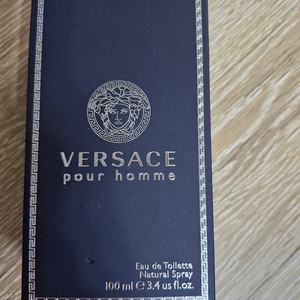 VERSACE
pour homme
Eau de Toilette
Natural Spray
100 ml ℮ 3.4 us fl.oz.